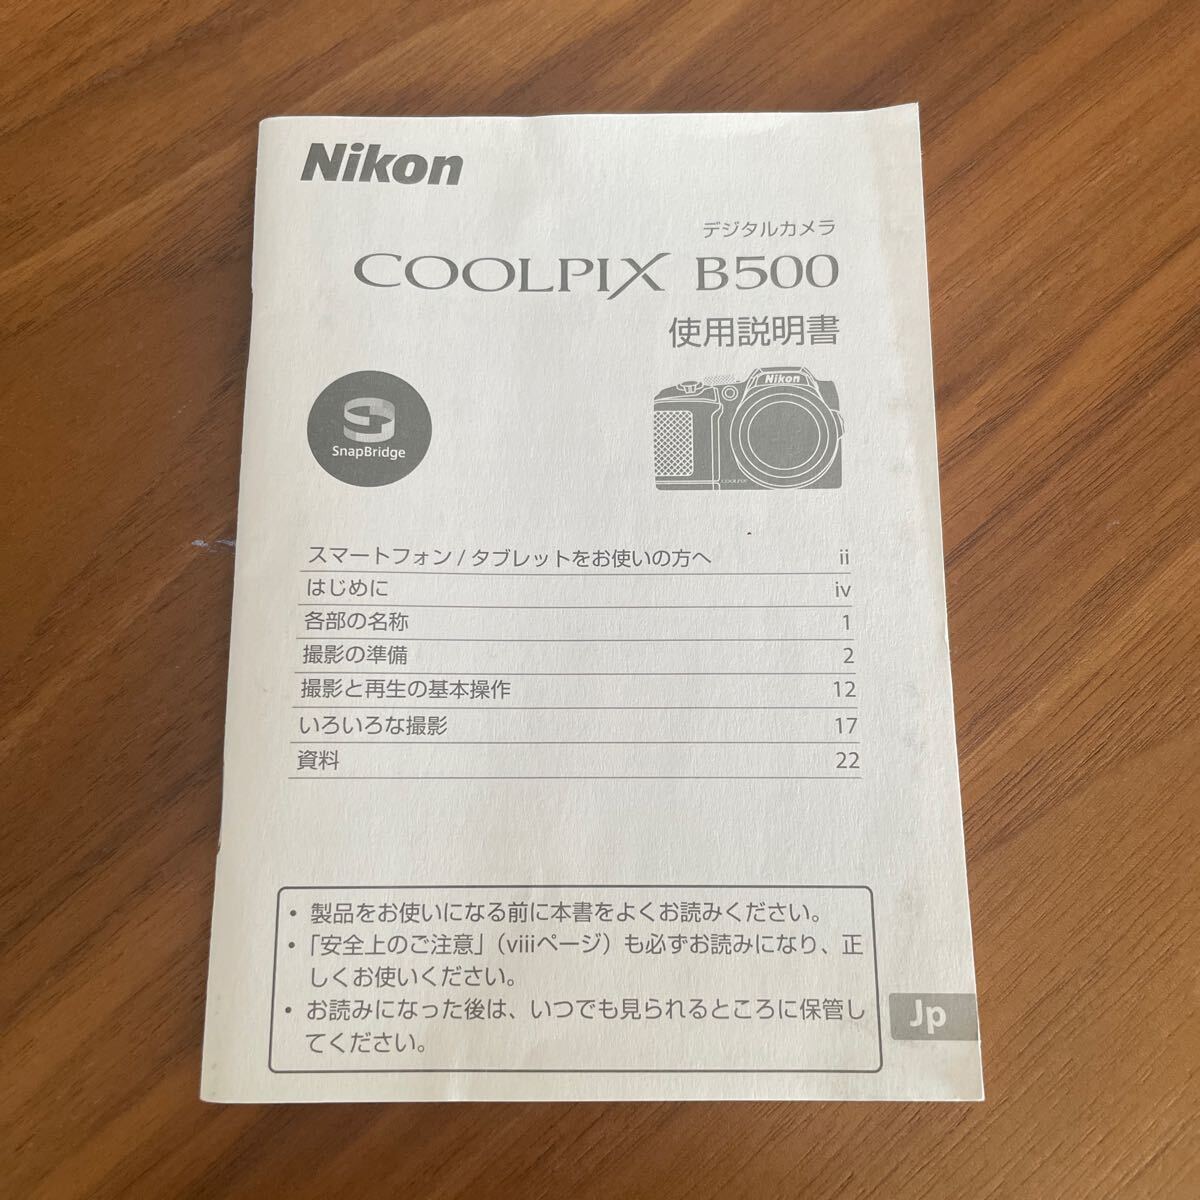 Nikon
デジタルカメラ
COOLPIX B500
使用説明書
SnapBridge
Nikon
COOLPIX
スマートフォン / タブレットをお使いの方へ ii
はじめに iv
各部の名称 1
撮影の準備 2
撮影と再生の基本操作 12
いろいろな撮影 17
資料 22
• 製品をお使いになる前に本書をよくお読みください。
• 「安全上のご注意」（viiiページ）も必ずお読みになり、正
しくお使いください。
• お読みになった後は、いつでも見られるところに保管し
てください。
Jp